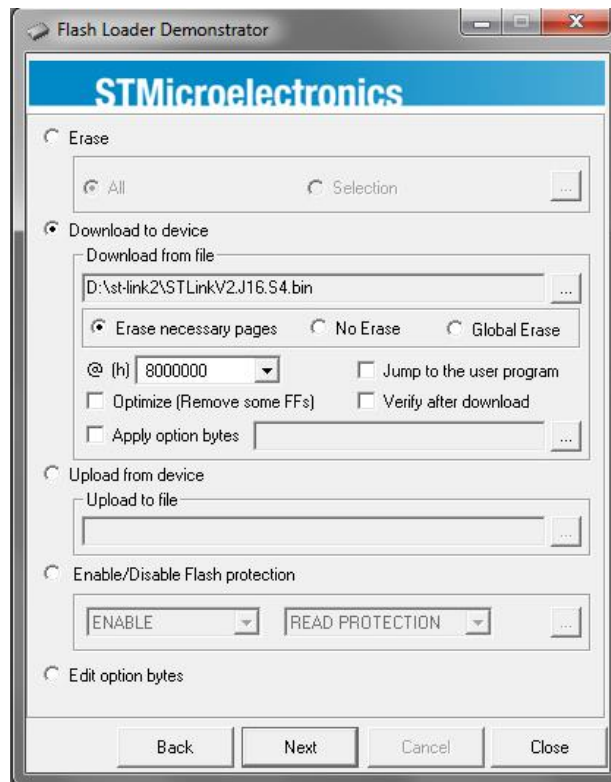 Flash Loader Demonstrator
STMicroelectronics
Erase
All Selection ...
Download to device
Download from file
D:\st-link2\STLinkV2.J16.S4.bin ...
Erase necessary pages No Erase Global Erase
@ (h) 8000000 Jump to the user program
Optimize (Remove some FFs) Verify after download
Apply option bytes ...
Upload from device
Upload to file
...
Enable/Disable Flash protection
ENABLE READ PROTECTION ...
Edit option bytes
Back Next Cancel Close